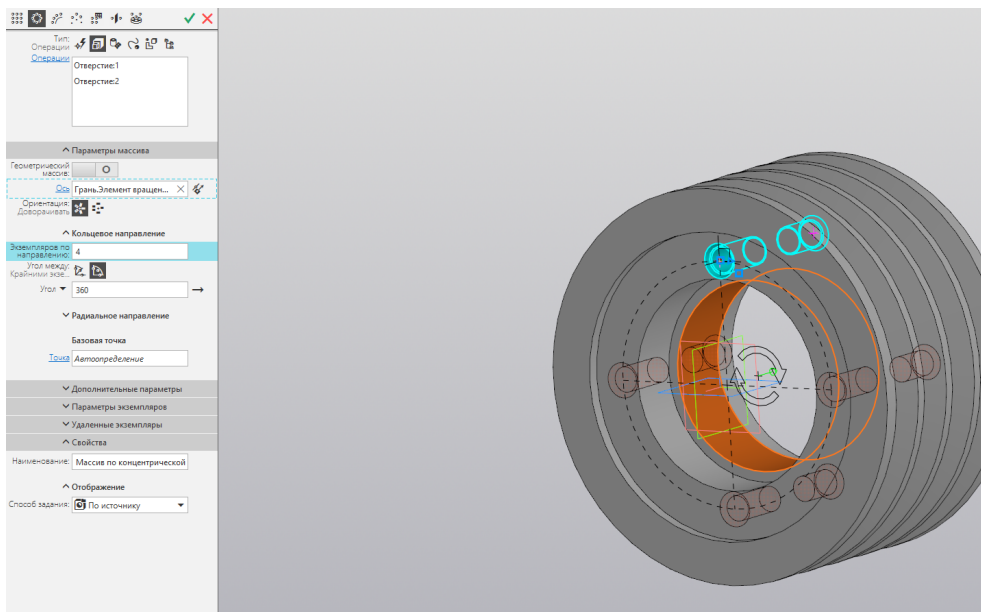 Тип:
Операции
Операции
Отверстие:1
Отверстие:2
Параметры массива
Геометрический
массив:
Ось
Грань.Элемент вращен...
Ориентация:
Доворачивать
Кольцевое направление
Экземпляров по
направлению:
4
Угол между:
Крайними экзе...
Угол
360
Радиальное направление
Базовая точка
Точка
Автоопределение
Дополнительные параметры
Параметры экземпляров
Удаленные экземпляры
Свойства
Наименование:
Массив по концентрической
Отображение
Способ задания:
По источнику